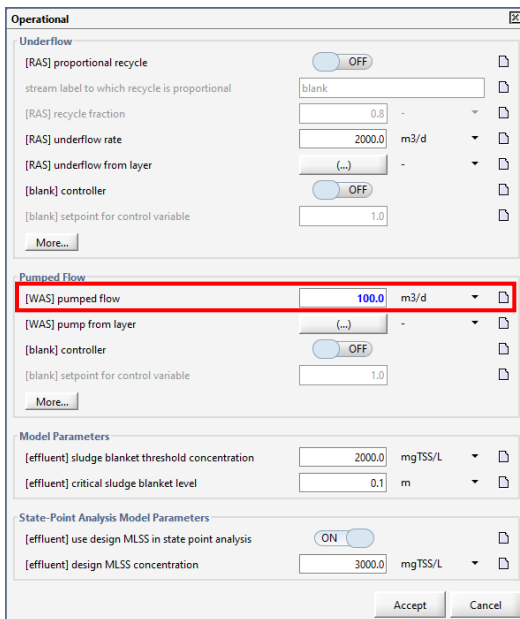 Operational
Underflow
[RAS] proportional recycle OFF
stream label to which recycle is proportional blank
[RAS] recycle fraction 0.8 -
[RAS] underflow rate 2000.0 m3/d
[RAS] underflow from layer (...) -
[blank] controller OFF
[blank] setpoint for control variable 1.0
More...
Pumped Flow
[WAS] pumped flow 100.0 m3/d
[WAS] pump from layer (...) -
[blank] controller OFF
[blank] setpoint for control variable 1.0
More...
Model Parameters
[effluent] sludge blanket threshold concentration 2000.0 mgTSS/L
[effluent] critical sludge blanket level 0.1 m
State-Point Analysis Model Parameters
[effluent] use design MLSS in state point analysis ON
[effluent] design MLSS concentration 3000.0 mgTSS/L
Accept Cancel